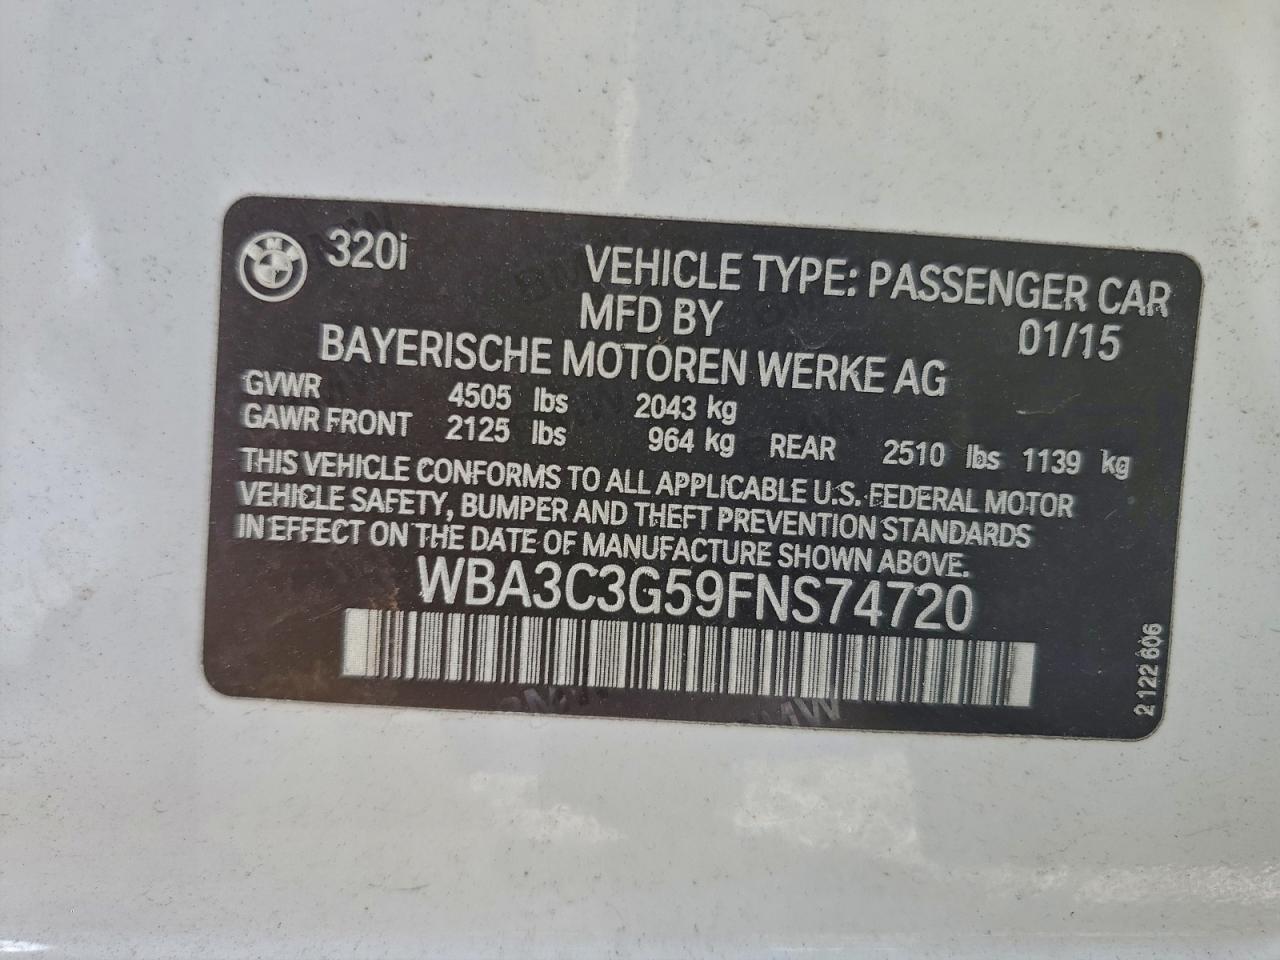 BMW 320i
VEHICLE TYPE: PASSENGER CAR
MFD BY 01/15
BAYERISCHE MOTOREN WERKE AG
GVWR 4505 lbs 2043 kg
GAWR FRONT 2125 lbs 964 kg REAR 2510 lbs 1139 kg
THIS VEHICLE CONFORMS TO ALL APPLICABLE U.S. FEDERAL MOTOR
VEHICLE SAFETY, BUMPER AND THEFT PREVENTION STANDARDS
IN EFFECT ON THE DATE OF MANUFACTURE SHOWN ABOVE.
WBA3C3G59FNS74720
2 122 606